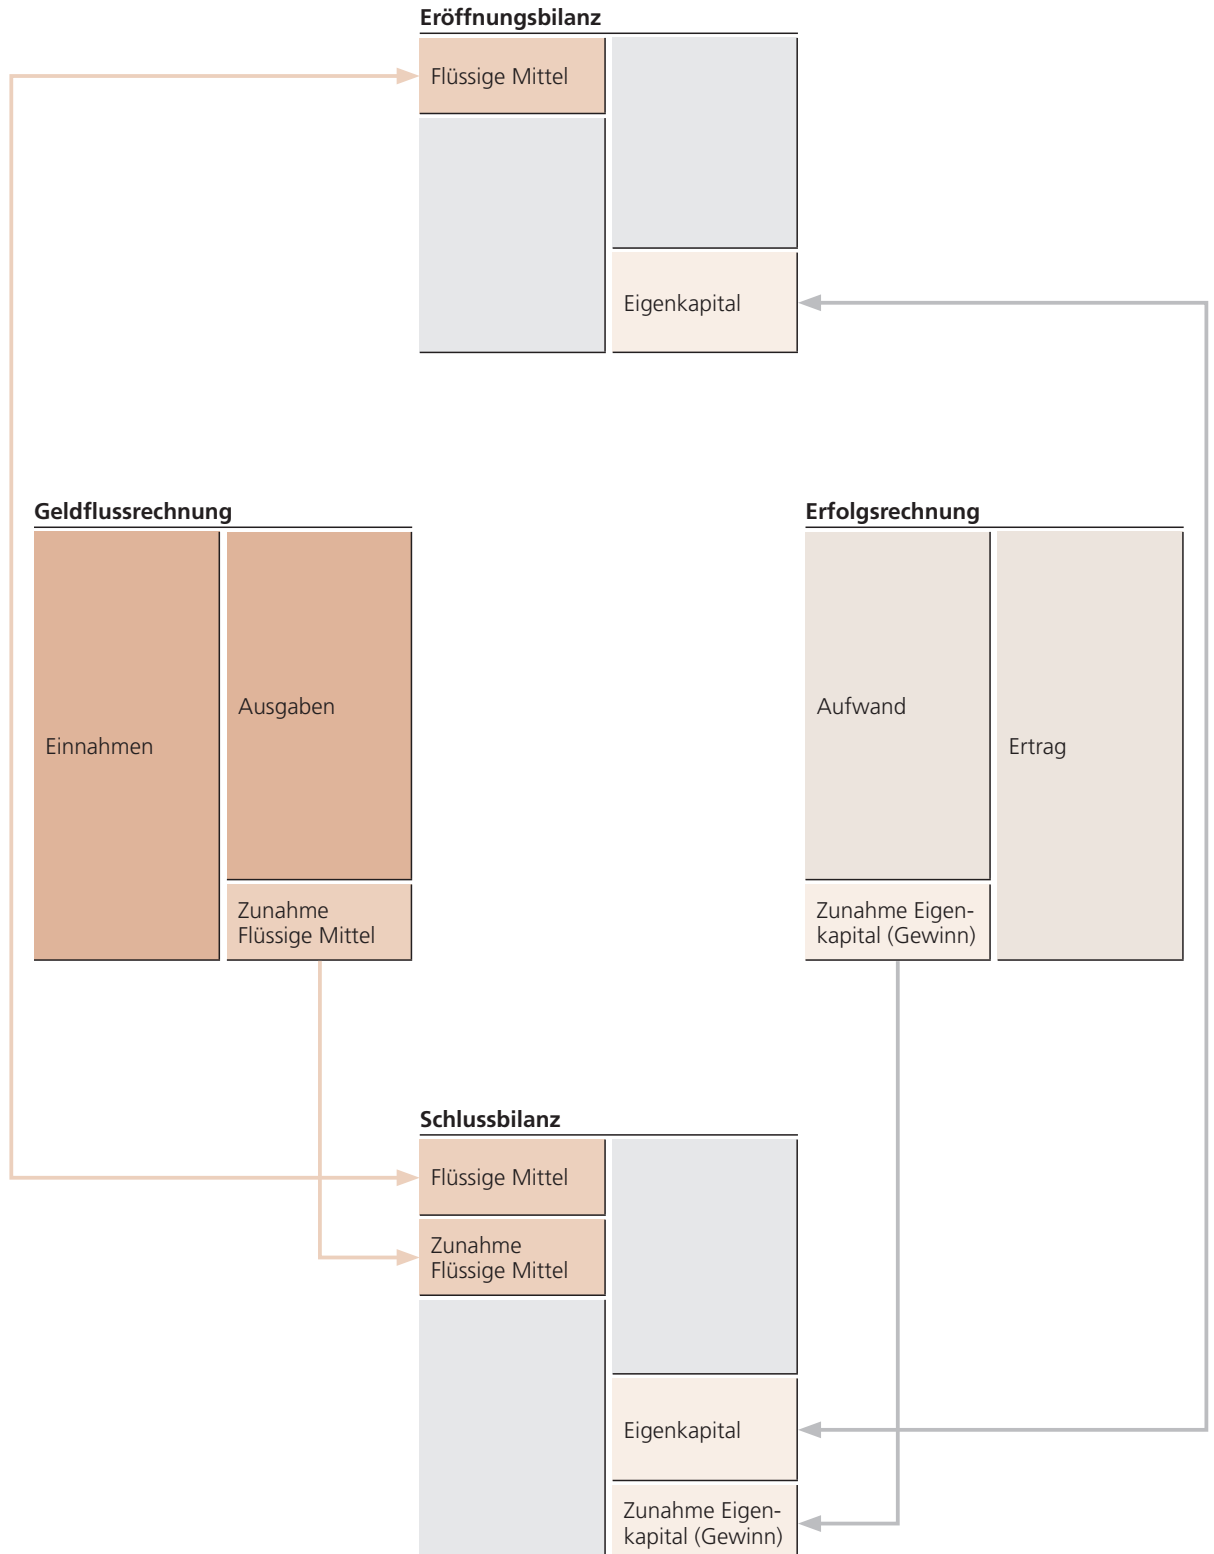 Eröffnungsbilanz
Flüssige Mittel
Eigenkapital
Geldflussrechnung
Einnahmen
Ausgaben
Zunahme
Flüssige Mittel
Erfolgsrechnung
Aufwand
Ertrag
Zunahme Eigen-
kapital (Gewinn)
Schlussbilanz
Flüssige Mittel
Zunahme
Flüssige Mittel
Eigenkapital
Zunahme Eigen-
kapital (Gewinn)